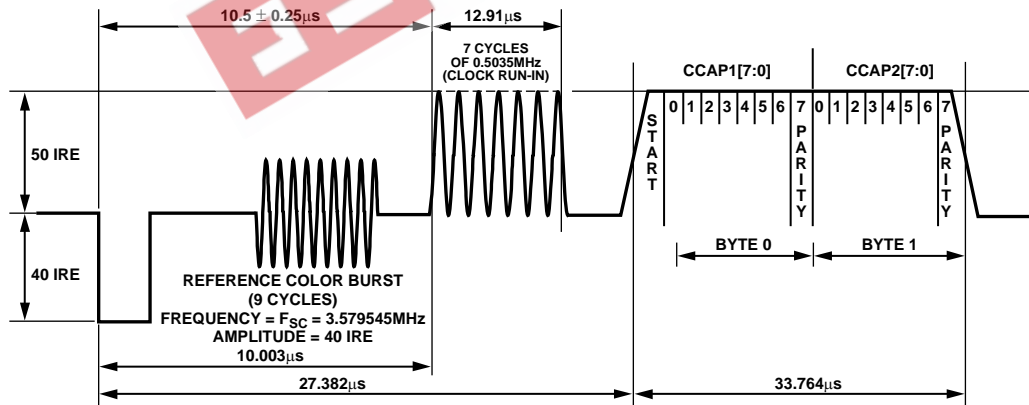 10.5 ± 0.25μs
12.91μs
7 CYCLES
OF 0.5035MHz
(CLOCK RUN-IN)
CCAP1[7:0]
CCAP2[7:0]
START
0 1 2 3 4 5 6 7 PARITY
0 1 2 3 4 5 6 7 PARITY
50 IRE
40 IRE
BYTE 0
BYTE 1
REFERENCE COLOR BURST
(9 CYCLES)
FREQUENCY = FSC = 3.579545MHz
AMPLITUDE = 40 IRE
10.003μs
27.382μs
33.764μs